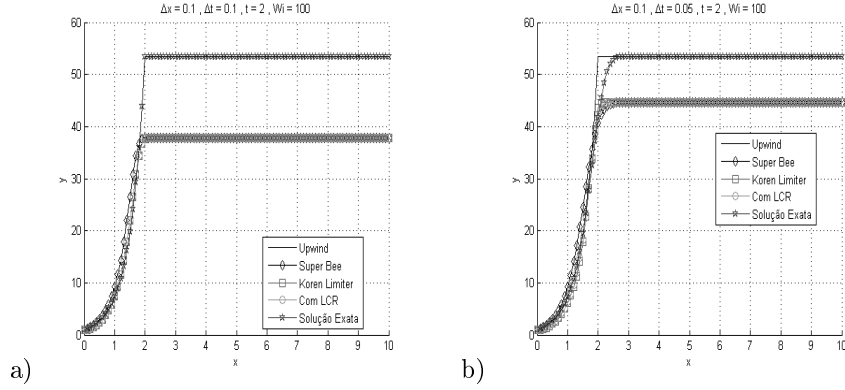 Δx = 0.1 , Δt = 0.1 , t = 2 , Wi = 100
60
50
40
30
20
10
0
y
0 1 2 3 4 5 6 7 8 9 10
x
Upwind
Super Bee
Koren Limiter
Com LCR
Solução Exata
a)
Δx = 0.1 , Δt = 0.05 , t = 2 , Wi = 100
60
50
40
30
20
10
0
y
0 1 2 3 4 5 6 7 8 9 10
x
Upwind
Super Bee
Koren Limiter
Com LCR
Solução Exata
b)